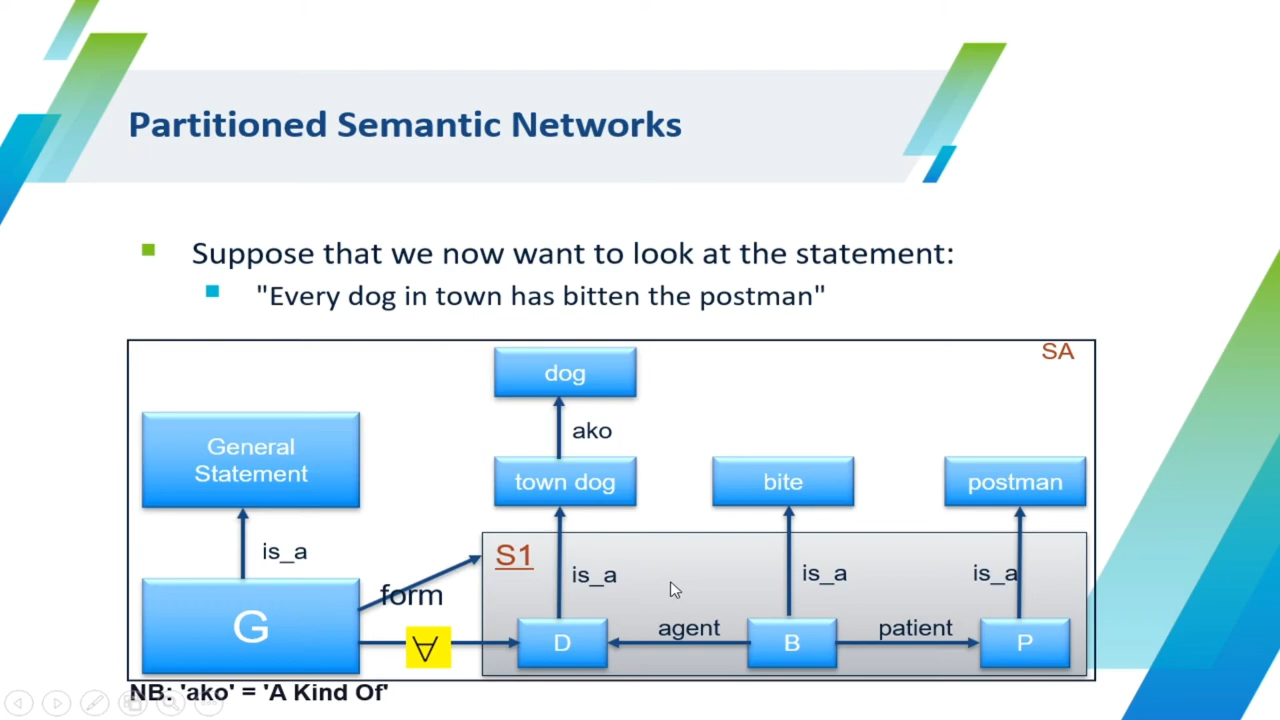 Partitioned Semantic Networks
Suppose that we now want to look at the statement:
"Every dog in town has bitten the postman"
SA
dog
ako
General
Statement
town dog
bite
postman
is_a
S1
is_a
is_a
is_a
form
G
∀
D
agent
B
patient
P
NB: 'ako' = 'A Kind Of'